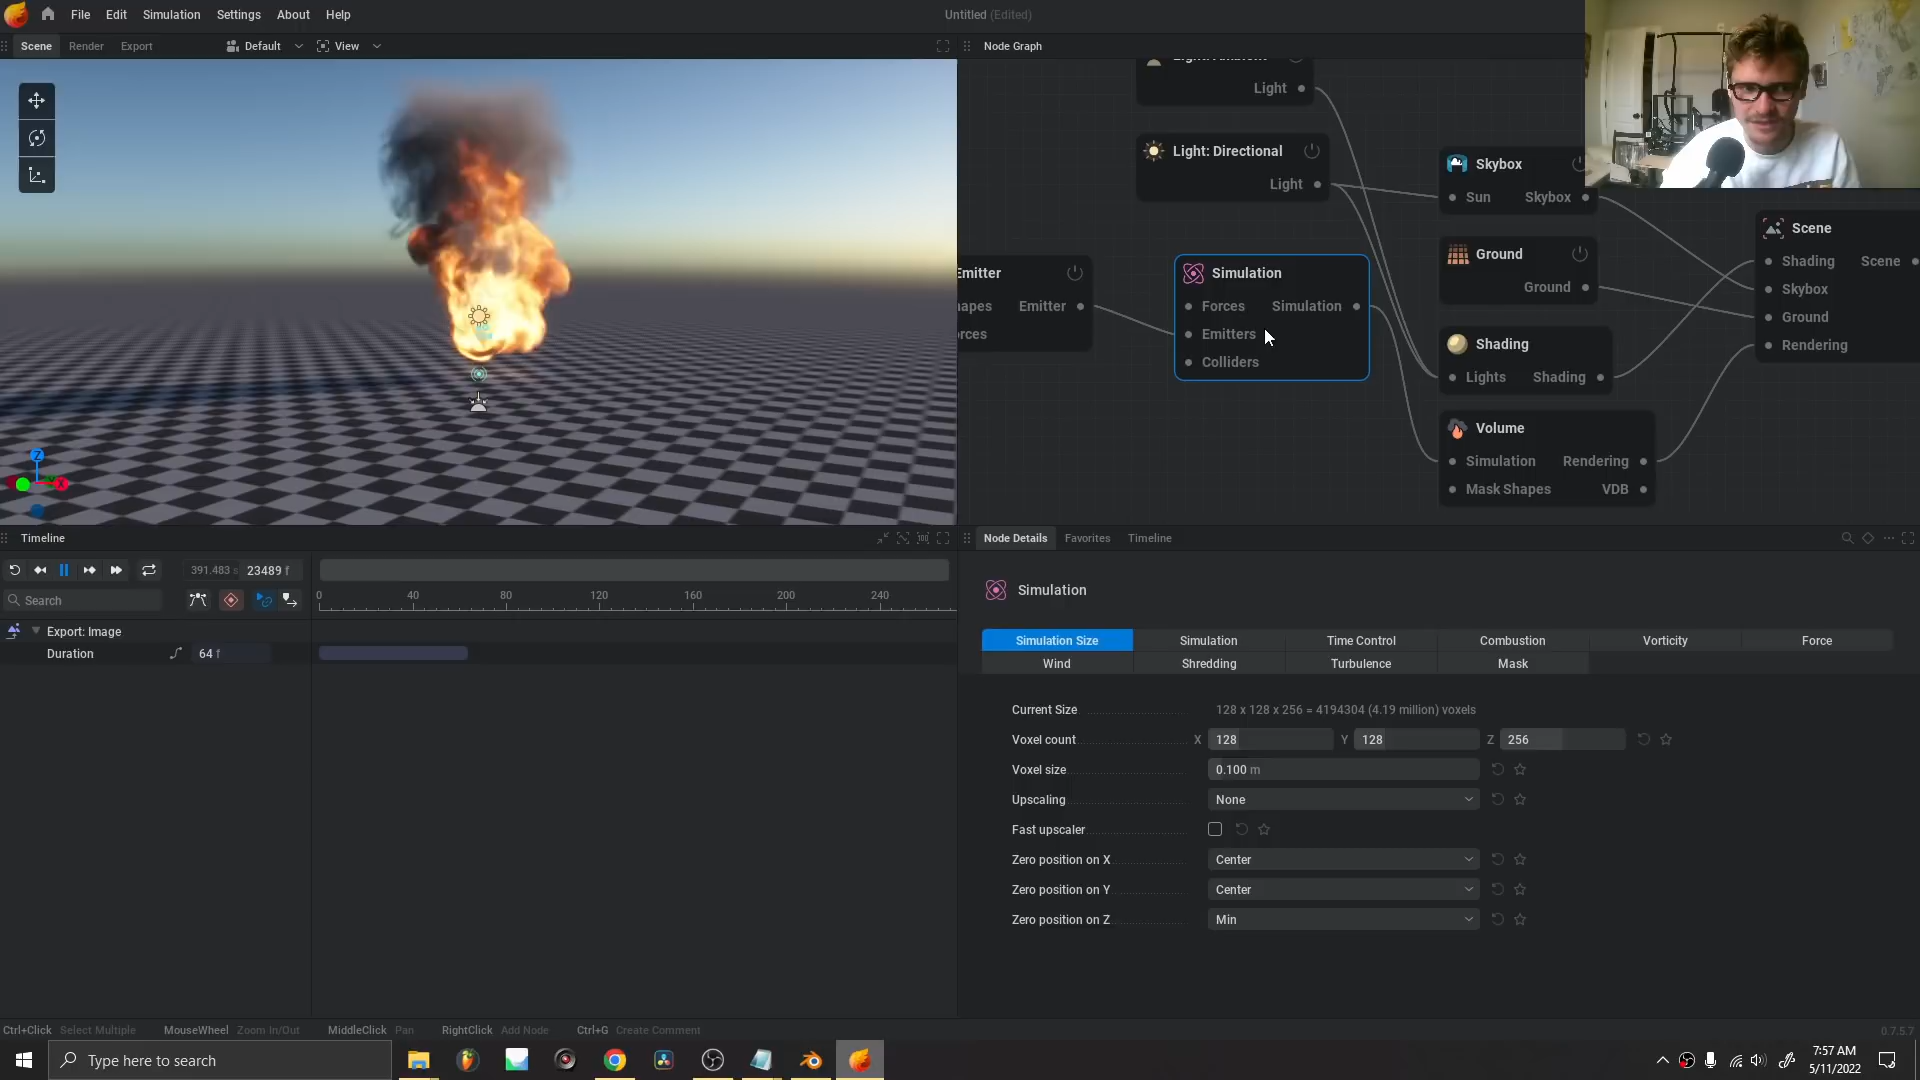 File Edit Simulation Settings About Help
Untitled (Edited)
Scene Render Export Default View
Node Graph
Light
Light: Directional
Light
Skybox
Sun Skybox
Ground
Ground
Scene
Shading Scene
Skybox
Ground
Rendering
Emitter
Emitter
Simulation
Forces Simulation
Emitters
Colliders
Shading
Lights Shading
Volume
Simulation Rendering
Mask Shapes VDB
Z
X
Timeline
391.483 s 23489 f
Search
0 40 80 120 160 200 240
Export: Image
Duration 64 f
Node Details Favorites Timeline
Simulation
Simulation Size Simulation Time Control Combustion Vorticity Force
Wind Shredding Turbulence Mask
Current Size 128 x 128 x 256 = 4194304 (4.19 million) voxels
Voxel count X 128 Y 128 Z 256
Voxel size 0.100 m
Upscaling None
Fast upscaler
Zero position on X Center
Zero position on Y Center
Zero position on Z Min
Ctrl+Click Select Multiple MouseWheel Zoom In/Out MiddleClick Pan RightClick Add Node Ctrl+G Create Comment
0.7.5.7
Type here to search
7:57 AM
5/11/2022